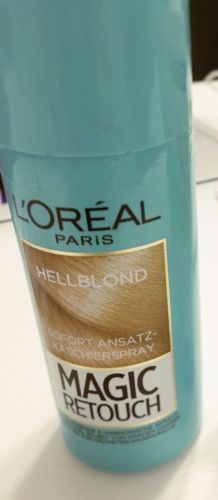 L'ORÉAL
PARIS
HELLBLOND
SOFORT ANSATZ-
KASCHIERSPRAY
MAGIC
RETOUCH